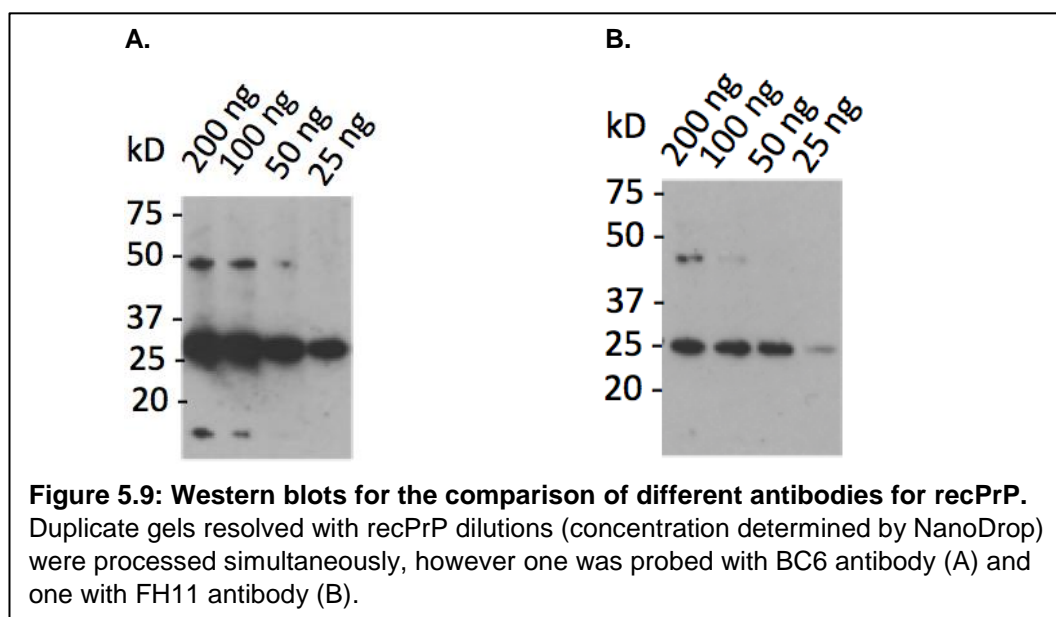 A.
200 ng
100 ng
50 ng
25 ng
kD
75 -
50 -
37 -
25 -
20 -
B.
200 ng
100 ng
50 ng
25 ng
kD
75 -
50 -
37 -
25 -
20 -
Figure 5.9: Western blots for the comparison of different antibodies for recPrP.
Duplicate gels resolved with recPrP dilutions (concentration determined by NanoDrop)
were processed simultaneously, however one was probed with BC6 antibody (A) and
one with FH11 antibody (B).